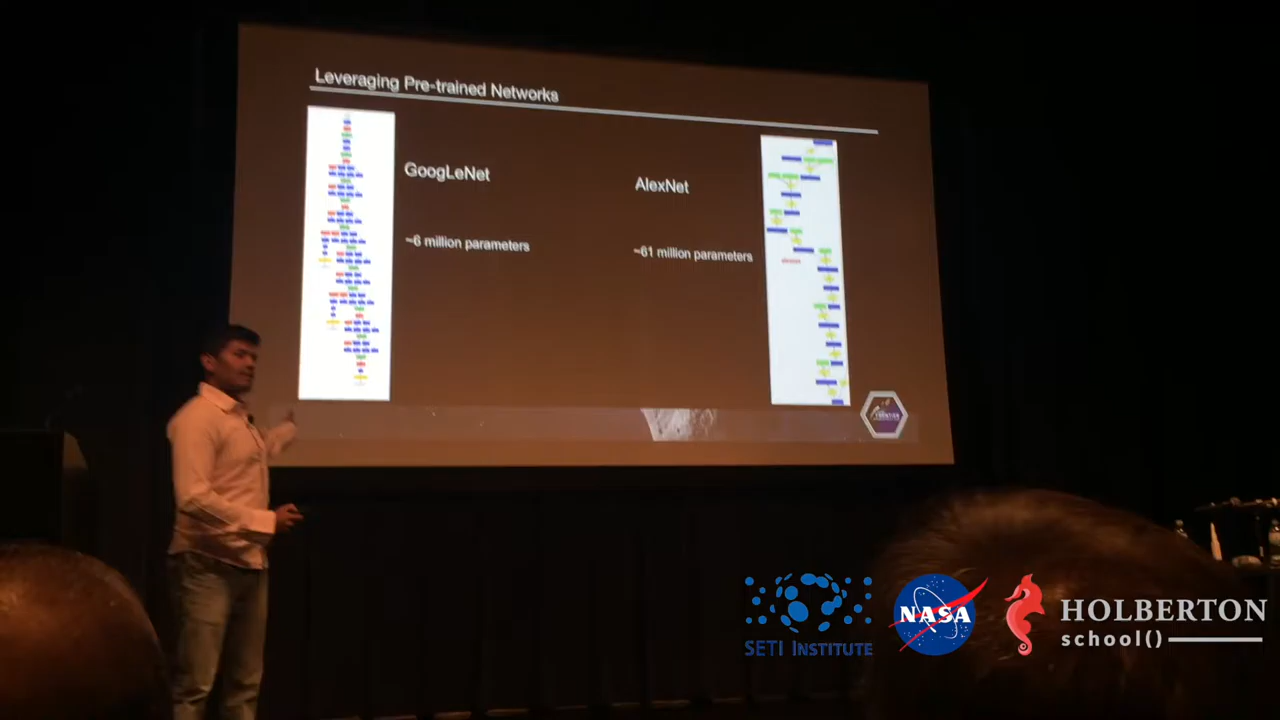 Leveraging Pre-trained Networks
GoogLeNet
AlexNet
~6 million parameters
~61 million parameters
SETI INSTITUTE
NASA
HOLBERTON
school()